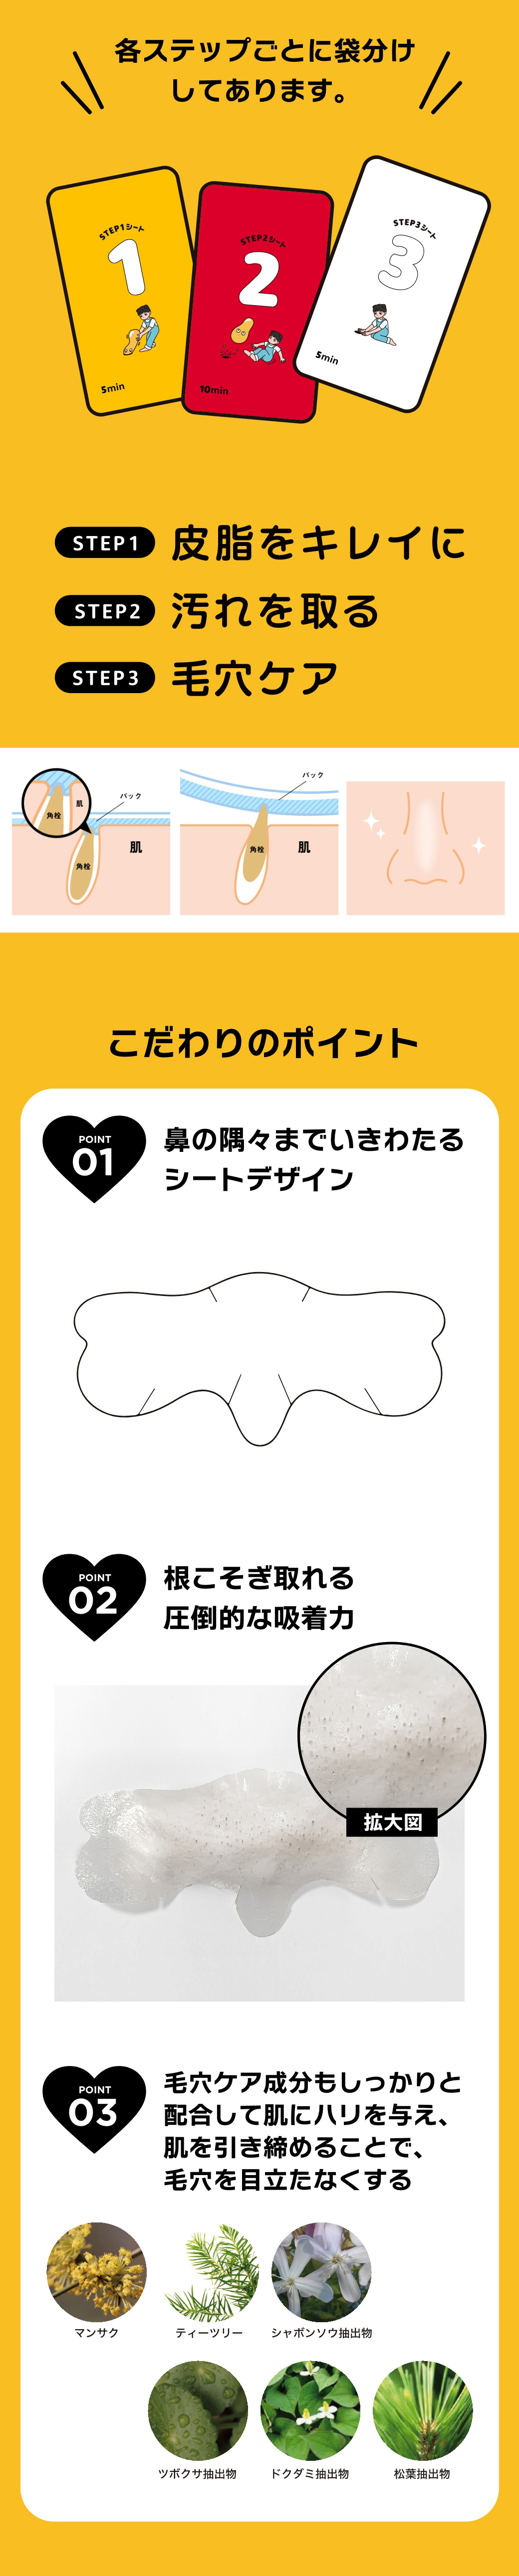 各ステップごとに袋分け
してあります。
STEP1シート
1
5min
STEP2シート
2
10min
STEP3シート
3
5min
STEP1 皮脂をキレイに
STEP2 汚れを取る
STEP3 毛穴ケア
肌
角栓
パック
角栓
肌
パック
角栓
肌
こだわりのポイント
POINT
01
鼻の隅々までいきわたる
シートデザイン
POINT
02
根こそぎ取れる
圧倒的な吸着力
拡大図
POINT
03
毛穴ケア成分もしっかりと
配合して肌にハリを与え、
肌を引き締めることで、
毛穴を目立たなくする
マンサク
ティーツリー
シャボンソウ抽出物
ツボクサ抽出物
ドクダミ抽出物
松葉抽出物